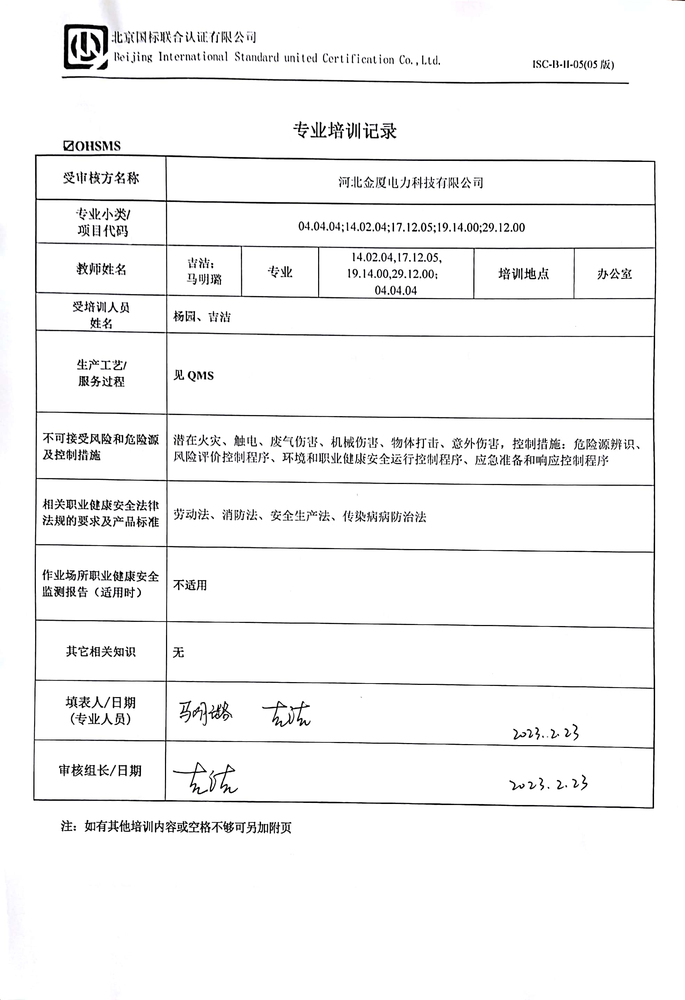 北京国标联合认证有限公司
Beijing International Standard united Certification Co.,Ltd.
ISC-B-II-05(05 版)
专业培训记录
☑OHSMS
受审核方名称
河北金厦电力科技有限公司
专业小类/
项目代码
04.04.04;14.02.04;17.12.05;19.14.00;29.12.00
教师姓名
吉洁;
马明璐
专业
14.02.04,17.12.05,
19.14.00,29.12.00;
04.04.04
培训地点
办公室
受培训人员
姓名
杨园、吉洁
生产工艺/
服务过程
见 QMS
不可接受风险和危险源
及控制措施
潜在火灾、触电、废气伤害、机械伤害、物体打击、意外伤害，控制措施：危险源辨识、
风险评价控制程序、环境和职业健康安全运行控制程序、应急准备和响应控制程序
相关职业健康安全法律
法规的要求及产品标准
劳动法、消防法、安全生产法、传染病病防治法
作业场所职业健康安全
监测报告（适用时）
不适用
其它相关知识
无
填表人/日期
（专业人员）
马明璐 吉洁
2023.2.23
审核组长/日期
吉洁
2023.2.23
注：如有其他培训内容或空格不够可另加附页